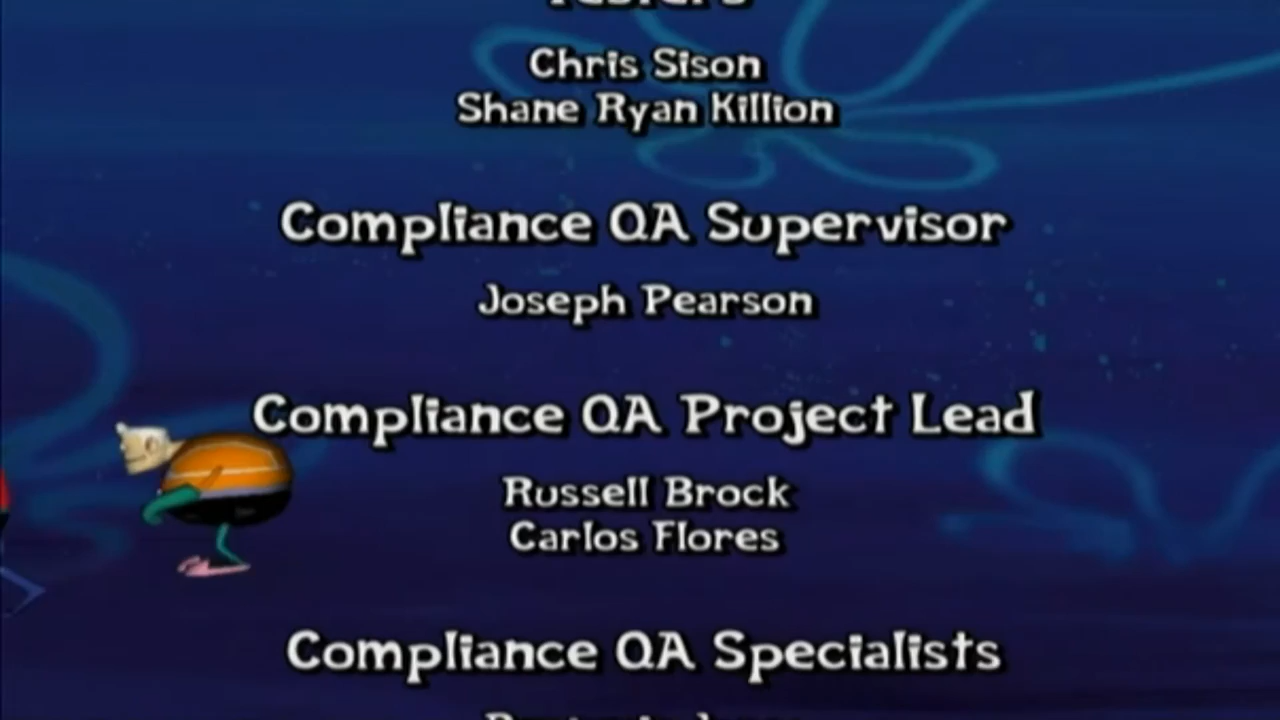 Testers
Chris Sison
Shane Ryan Killion
Compliance QA Supervisor
Joseph Pearson
Compliance QA Project Lead
Russell Brock
Carlos Flores
Compliance QA Specialists